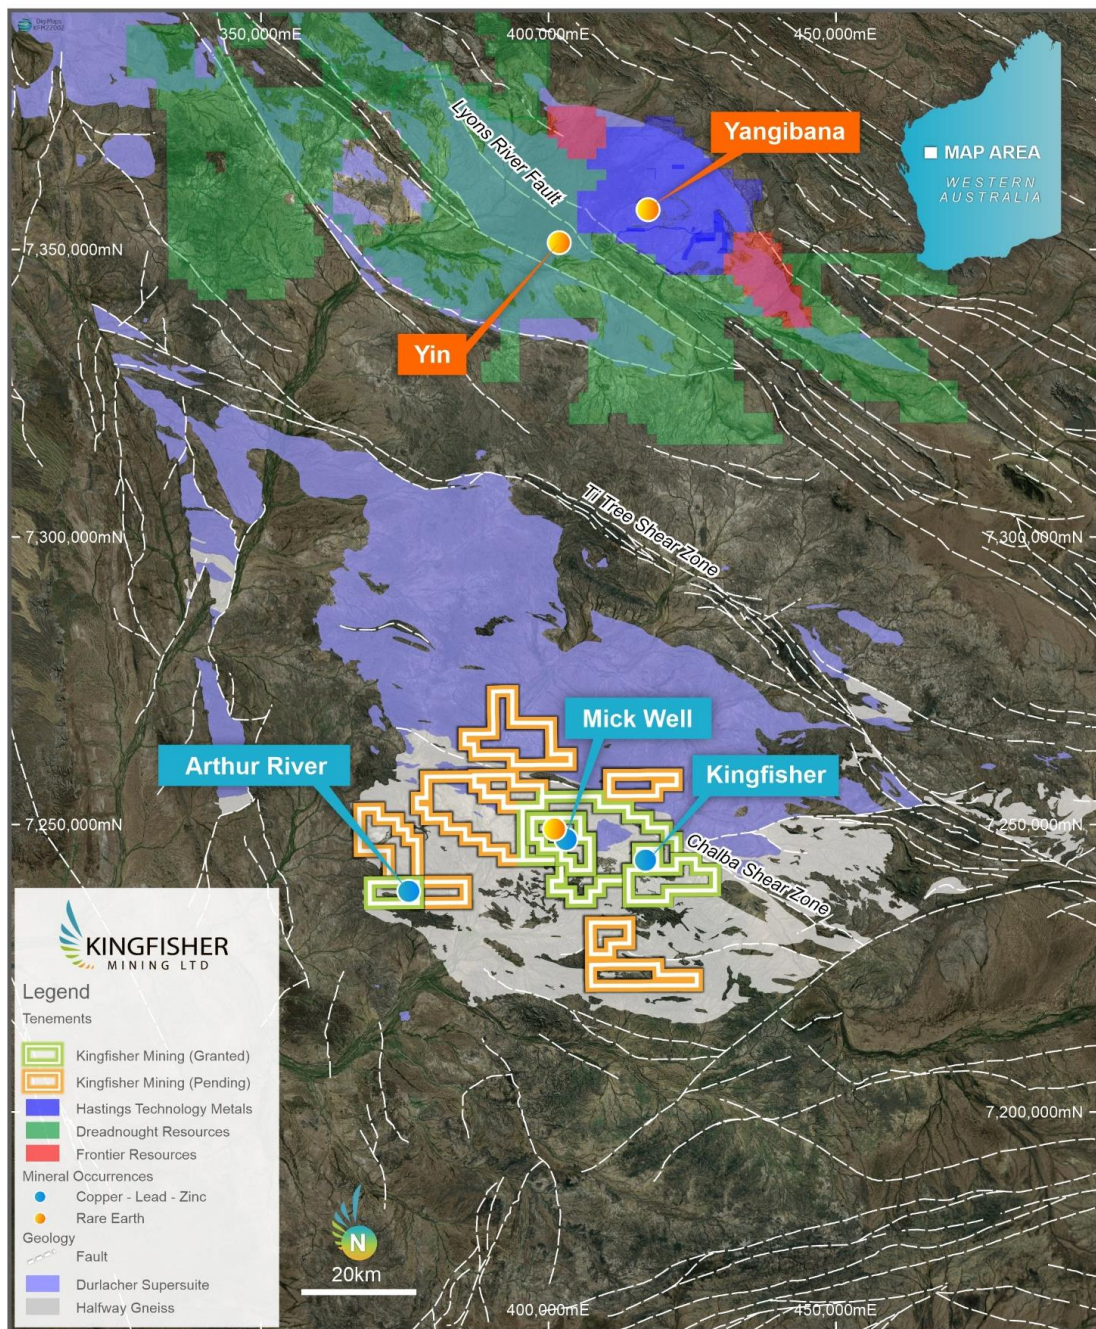 DigiMaps
KFM22002
350,000mE
400,000mE
450,000mE
Lyons River Fault
Yangibana
MAP AREA
WESTERN
AUSTRALIA
7,350,000mN
Yin
Ti Tree Shear Zone
7,300,000mN
7,300,000mN
Mick Well
Arthur River
Kingfisher
7,250,000mN
7,250,000mN
Chalba Shear Zone
KINGFISHER
MINING LTD
Legend
Tenements
Kingfisher Mining (Granted)
Kingfisher Mining (Pending)
Hastings Technology Metals
Dreadnought Resources
Frontier Resources
Mineral Occurrences
Copper - Lead - Zinc
Rare Earth
Geology
Fault
Durlacher Supersuite
Halfway Gneiss
7,200,000mN
N
20km
400,000mE
450,000mE